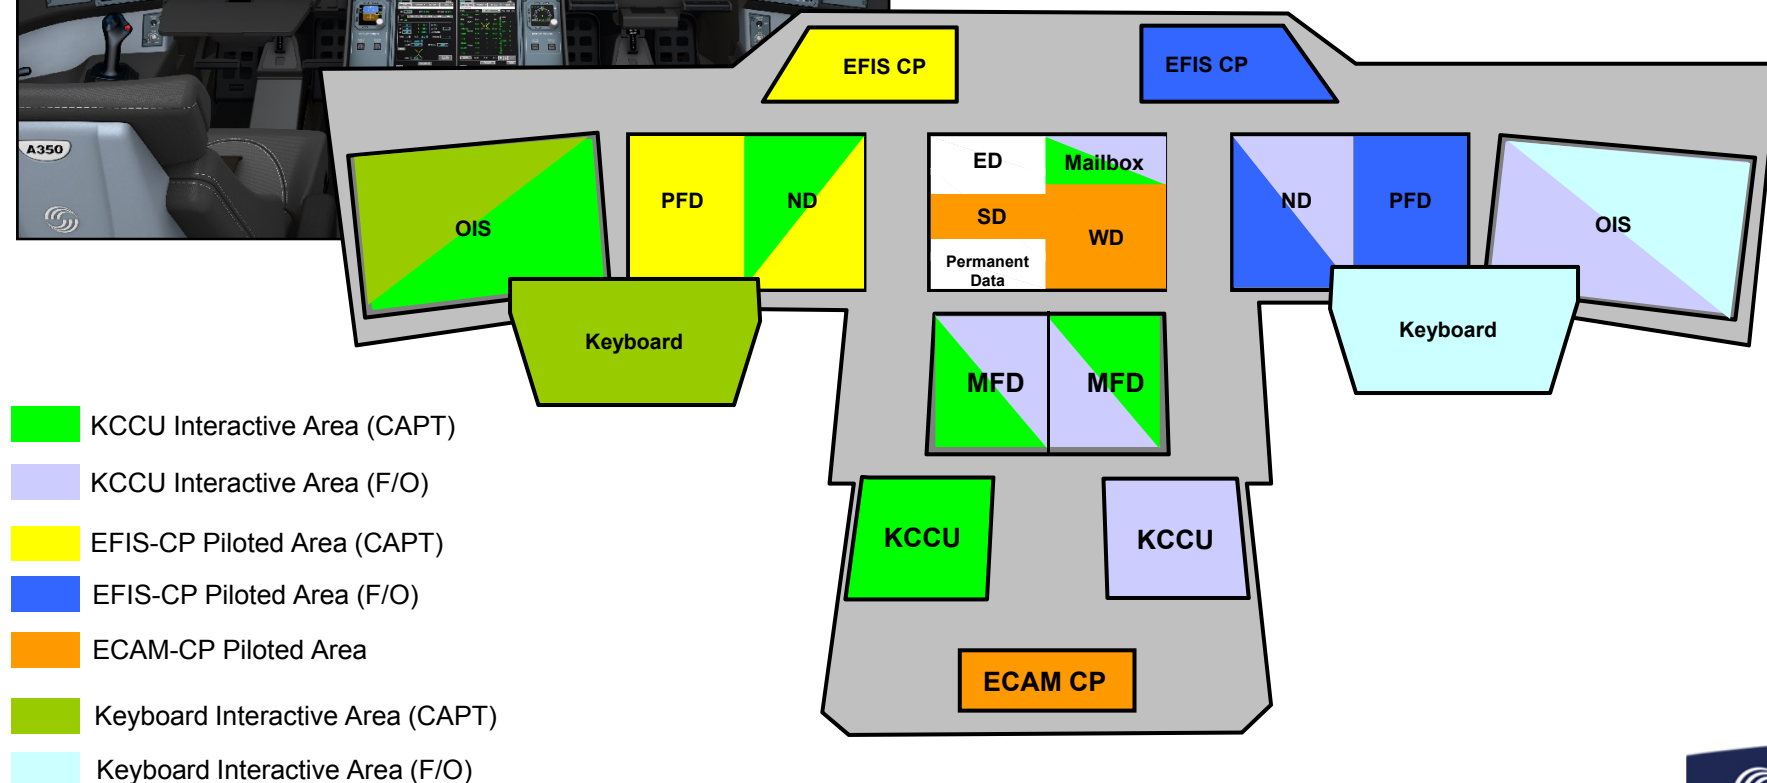 A350
EFIS CP
EFIS CP
OIS
PFD
ND
ED
Mailbox
SD
WD
Permanent
Data
ND
PFD
OIS
Keyboard
Keyboard
MFD
MFD
KCCU
KCCU
ECAM CP
KCCU Interactive Area (CAPT)
KCCU Interactive Area (F/O)
EFIS-CP Piloted Area (CAPT)
EFIS-CP Piloted Area (F/O)
ECAM-CP Piloted Area
Keyboard Interactive Area (CAPT)
Keyboard Interactive Area (F/O)